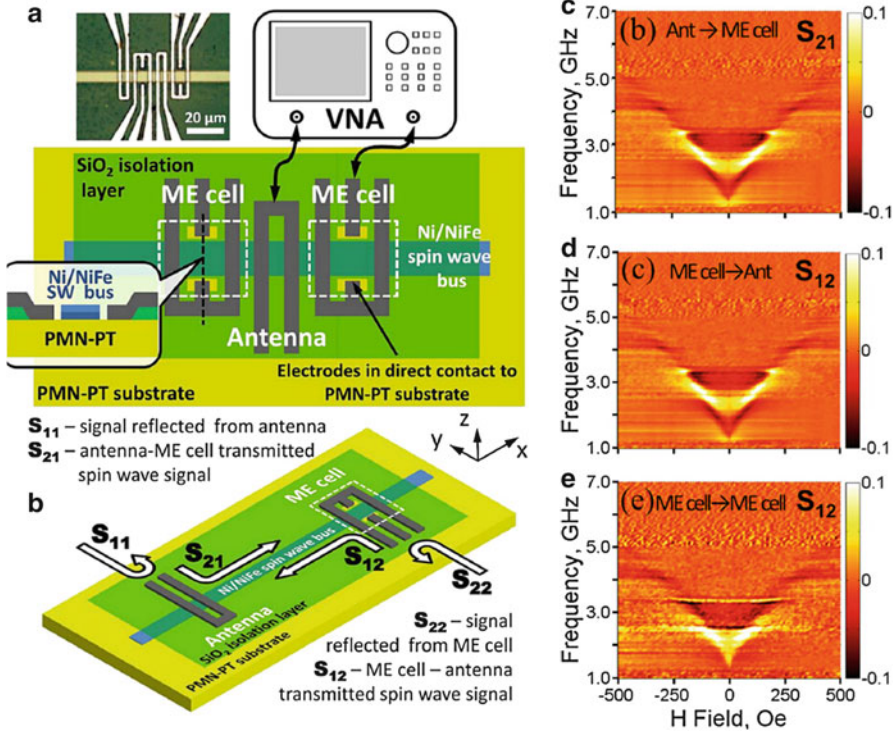 a
20 μm
VNA
SiO₂ isolation
layer
ME cell
ME cell
Ni/NiFe
spin wave
bus
Ni/NiFe
SW bus
PMN-PT
Antenna
Electrodes in direct contact to
PMN-PT substrate
PMN-PT substrate
S₁₁ – signal reflected from antenna
S₂₁ – antenna-ME cell transmitted
spin wave signal
z
y
x
b
ME cell
S₁₁
S₂₁
Ni/NiFe spin wave bus
S₁₂
S₂₂
Antenna
SiO₂ isolation layer
PMN-PT substrate
S₂₂ – signal
reflected from ME cell
S₁₂ – ME cell – antenna
transmitted spin wave signal
c
(b) Ant → ME cell S₂₁
Frequency, GHz
7.0
5.0
3.0
1.0
0.1
-0.1
d
(c) ME cell→Ant S₁₂
Frequency, GHz
7.0
5.0
3.0
1.0
0.1
-0.1
e
(e) ME cell→ME cell S₁₂
Frequency, GHz
7.0
5.0
3.0
1.0
0.1
-0.1
-500 -250 0 250 500
H Field, Oe